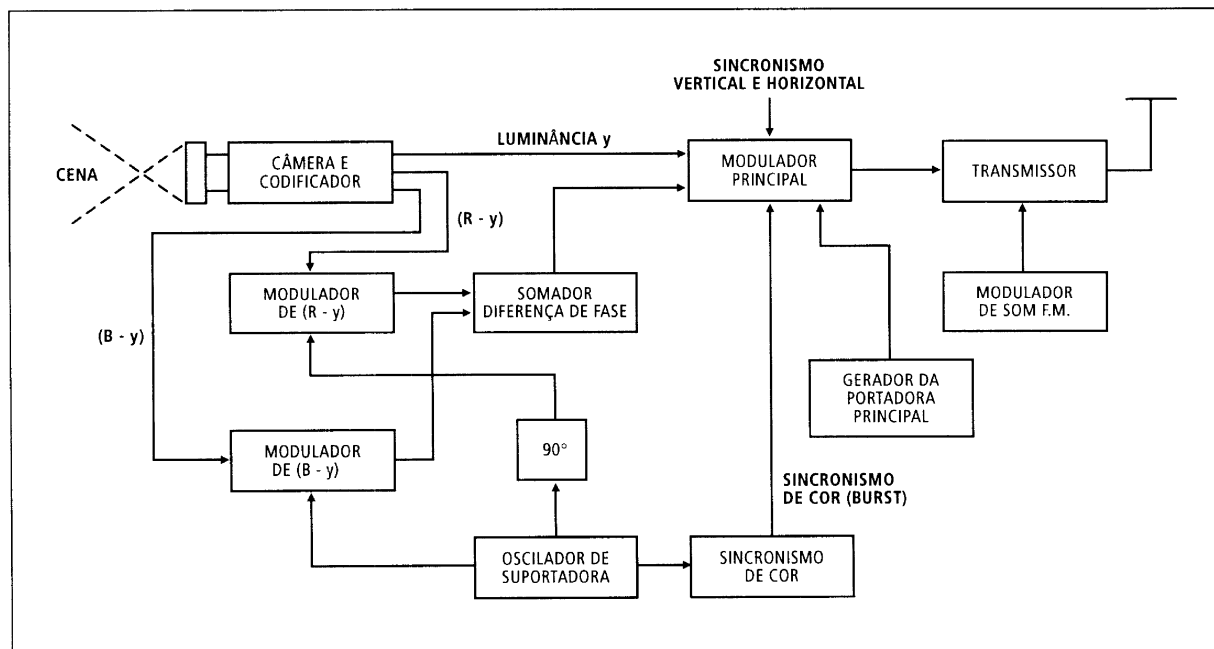 SINCRONISMO
VERTICAL E HORIZONTAL
CENA
CÂMERA E
CODIFICADOR
LUMINÂNCIA y
MODULADOR
PRINCIPAL
TRANSMISSOR
(R - y)
(B - y)
MODULADOR
DE (R - y)
SOMADOR
DIFERENÇA DE FASE
MODULADOR
DE SOM F.M.
GERADOR DA
PORTADORA
PRINCIPAL
MODULADOR
DE (B - y)
90°
SINCRONISMO
DE COR (BURST)
OSCILADOR DE
SUPORTADORA
SINCRONISMO
DE COR